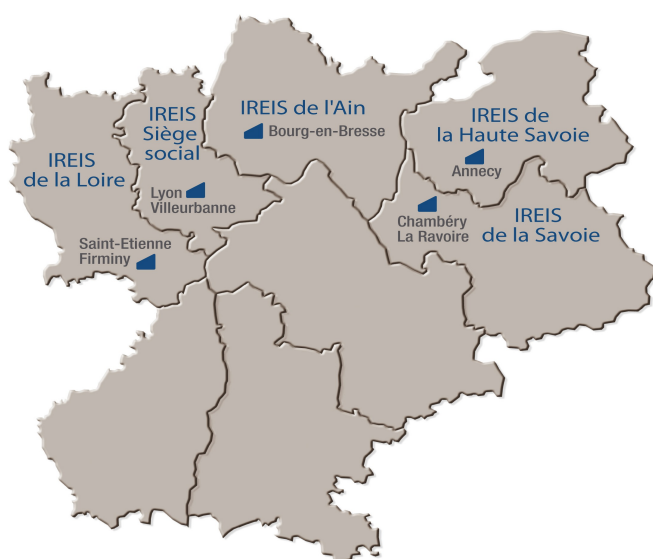 IREIS
de la Loire
IREIS
Siège
social
IREIS de l'Ain
Bourg-en-Bresse
IREIS de
la Haute Savoie
Annecy
Lyon
Villeurbanne
Chambéry
La Ravoire
IREIS
de la Savoie
Saint-Etienne
Firminy